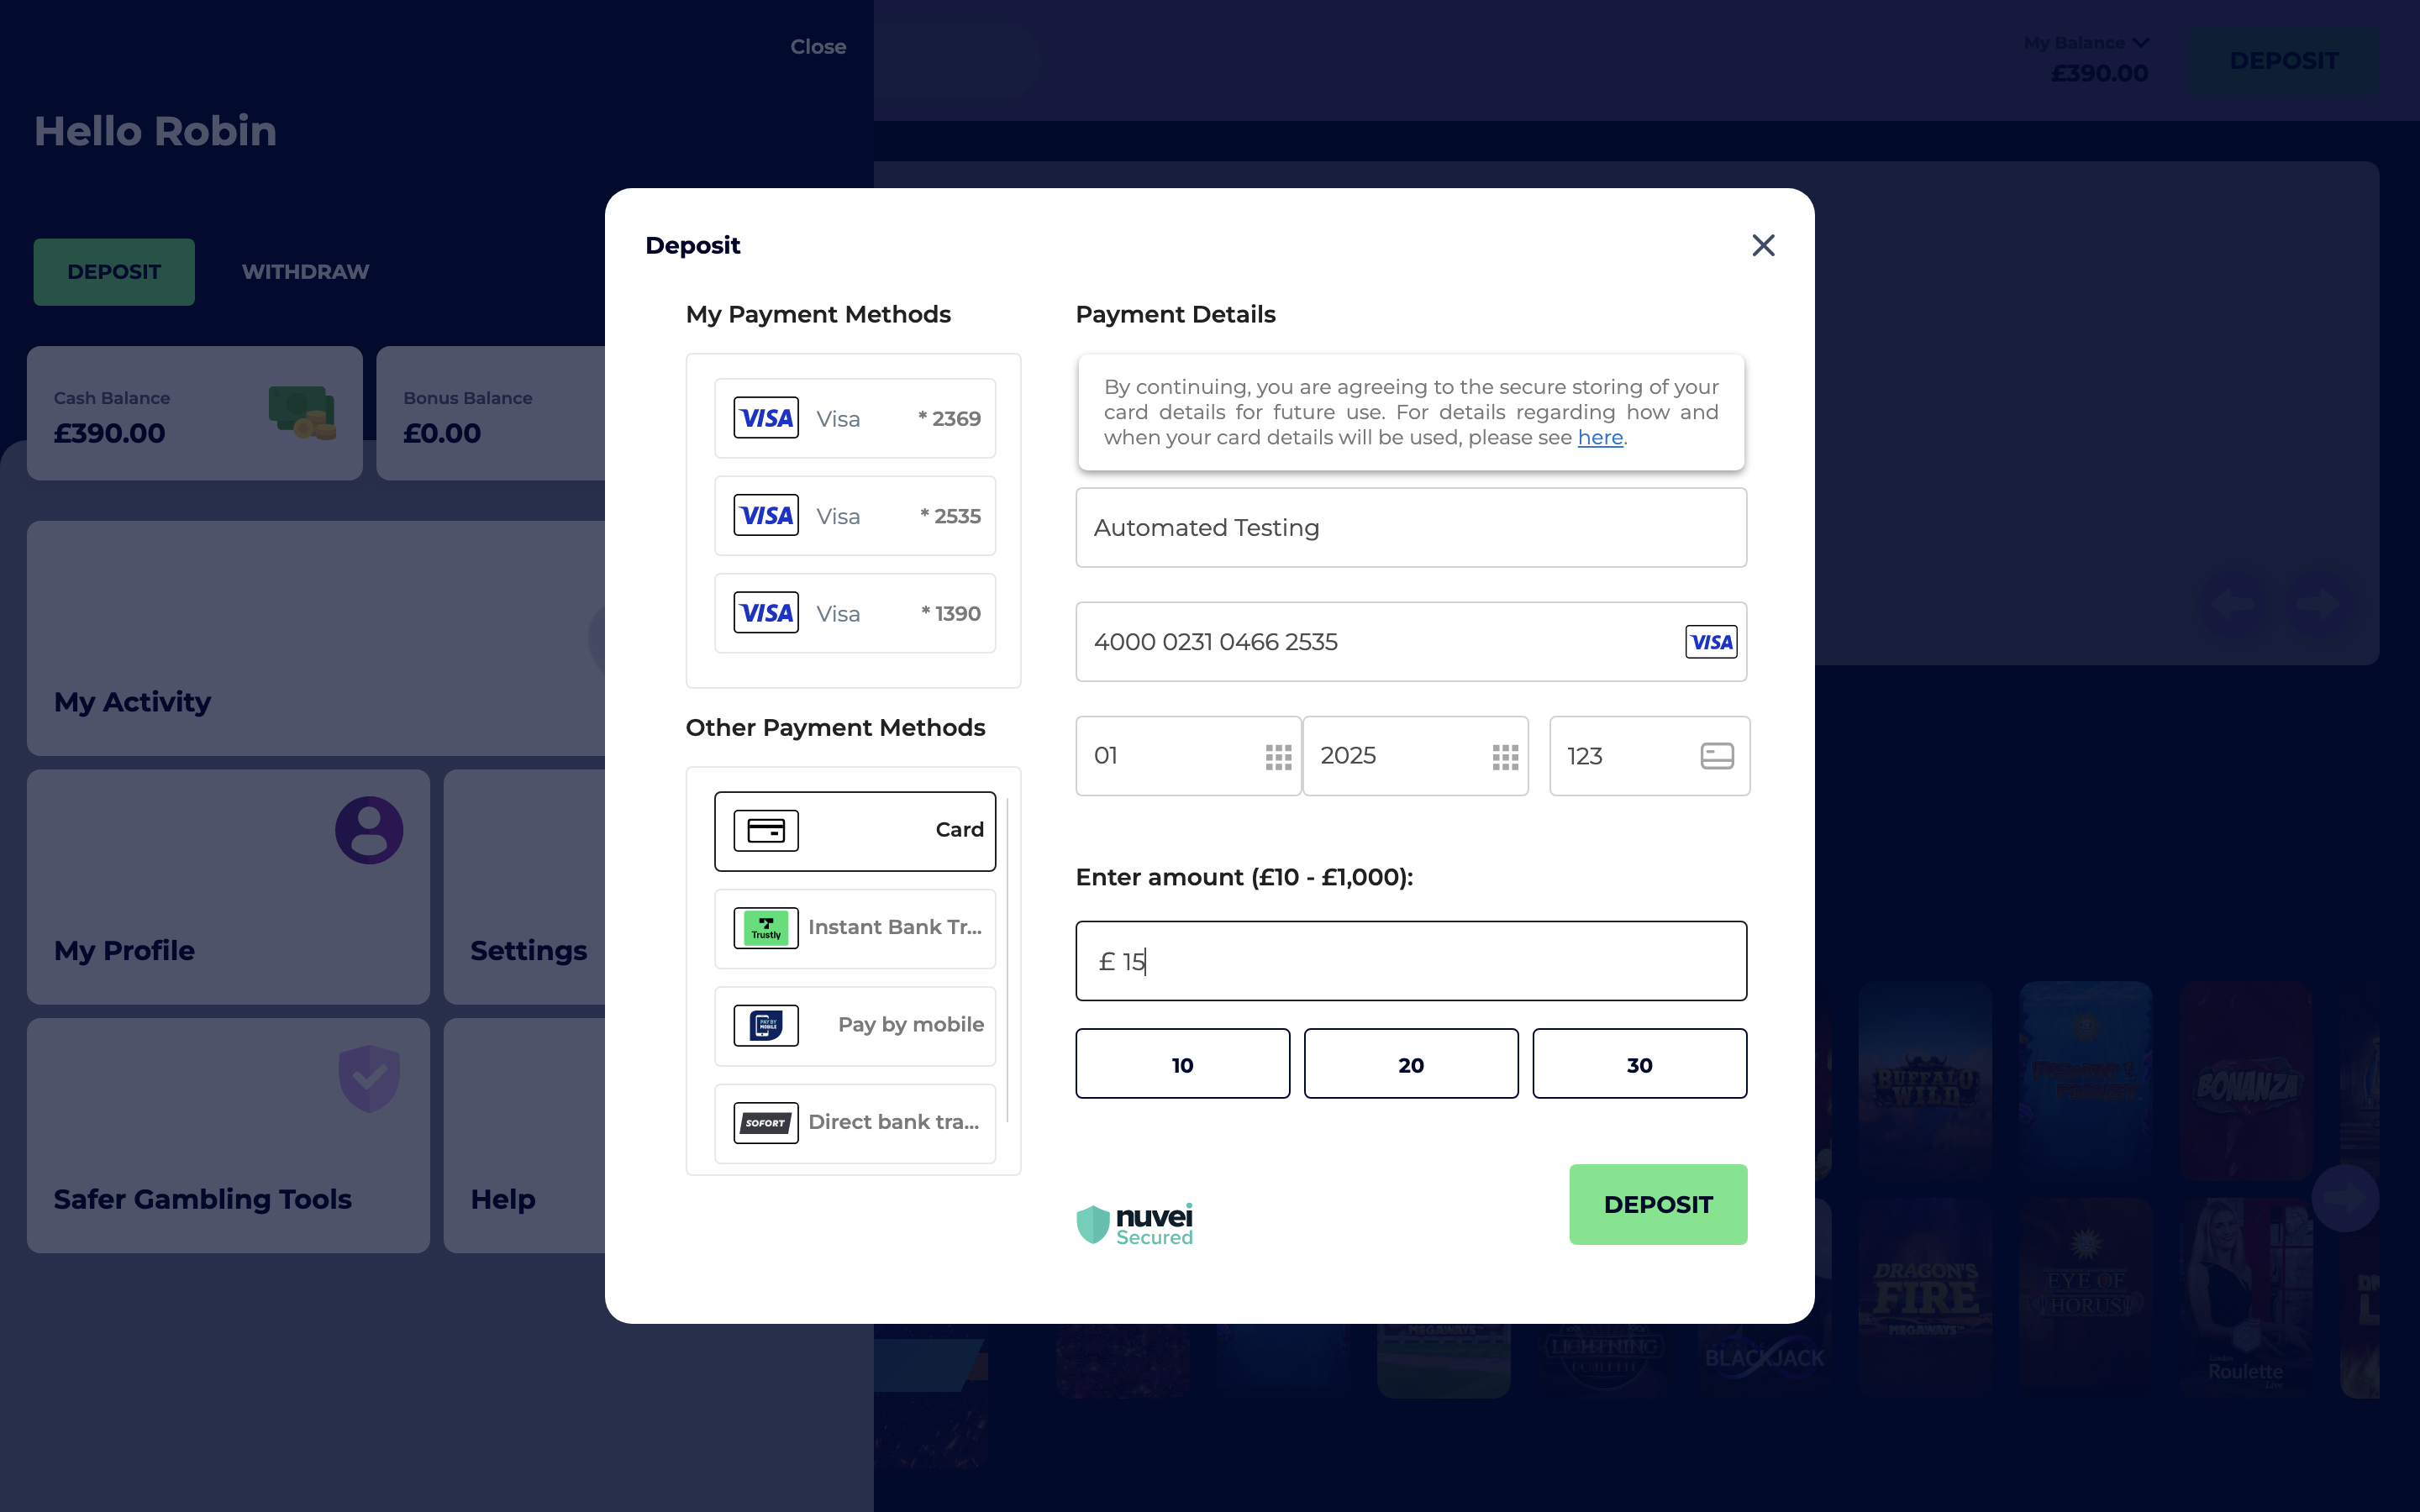 Close
My Balance
£390.00
DEPOSIT
Hello Robin
DEPOSIT
WITHDRAW
Cash Balance
£390.00
Bonus Balance
£0.00
My Activity
My Profile
Settings
Safer Gambling Tools
Help
Deposit
My Payment Methods
VISA Visa * 2369
VISA Visa * 2535
VISA Visa * 1390
Other Payment Methods
Card
Trustly Instant Bank Tr...
PAY BY MOBILE Pay by mobile
SOFORT Direct bank tra...
Payment Details
By continuing, you are agreeing to the secure storing of your
card details for future use. For details regarding how and
when your card details will be used, please see here.
Automated Testing
4000 0231 0466 2535 VISA
01 2025 123
Enter amount (£10 - £1,000):
£ 15
10 20 30
nuvei
Secured
DEPOSIT
BUFFALO
WILD
BONANZA
DRAGON'S
FIRE
MEGAWAYS
EYE OF
HORUS
MEGAWAYS
LIGHTNING
ROULETTE
BLACKJACK
Roulette